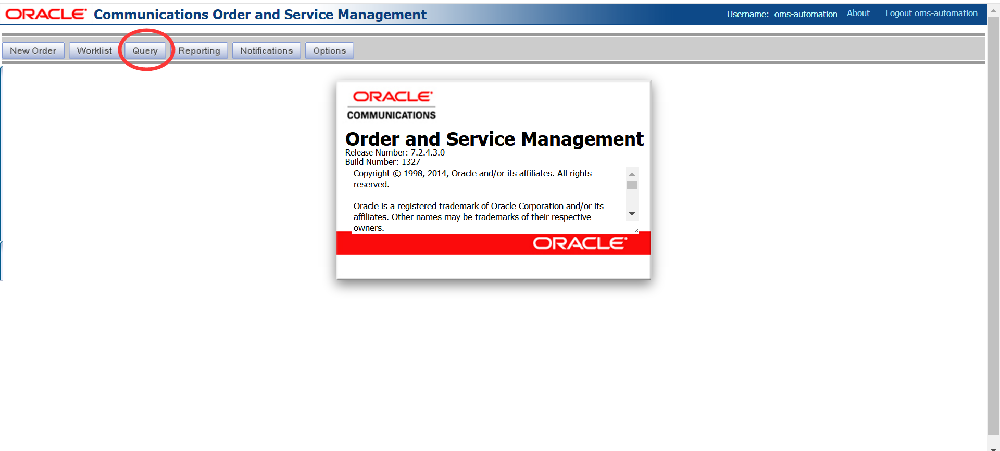 ORACLE Communications Order and Service Management Username: oms-automation About Logout oms-automation
New Order Worklist Query Reporting Notifications Options
ORACLE
COMMUNICATIONS
Order and Service Management
Release Number: 7.2.4.3.0
Build Number: 1327
Copyright © 1998, 2014, Oracle and/or its affiliates. All rights
reserved.
Oracle is a registered trademark of Oracle Corporation and/or its
affiliates. Other names may be trademarks of their respective
owners.
ORACLE